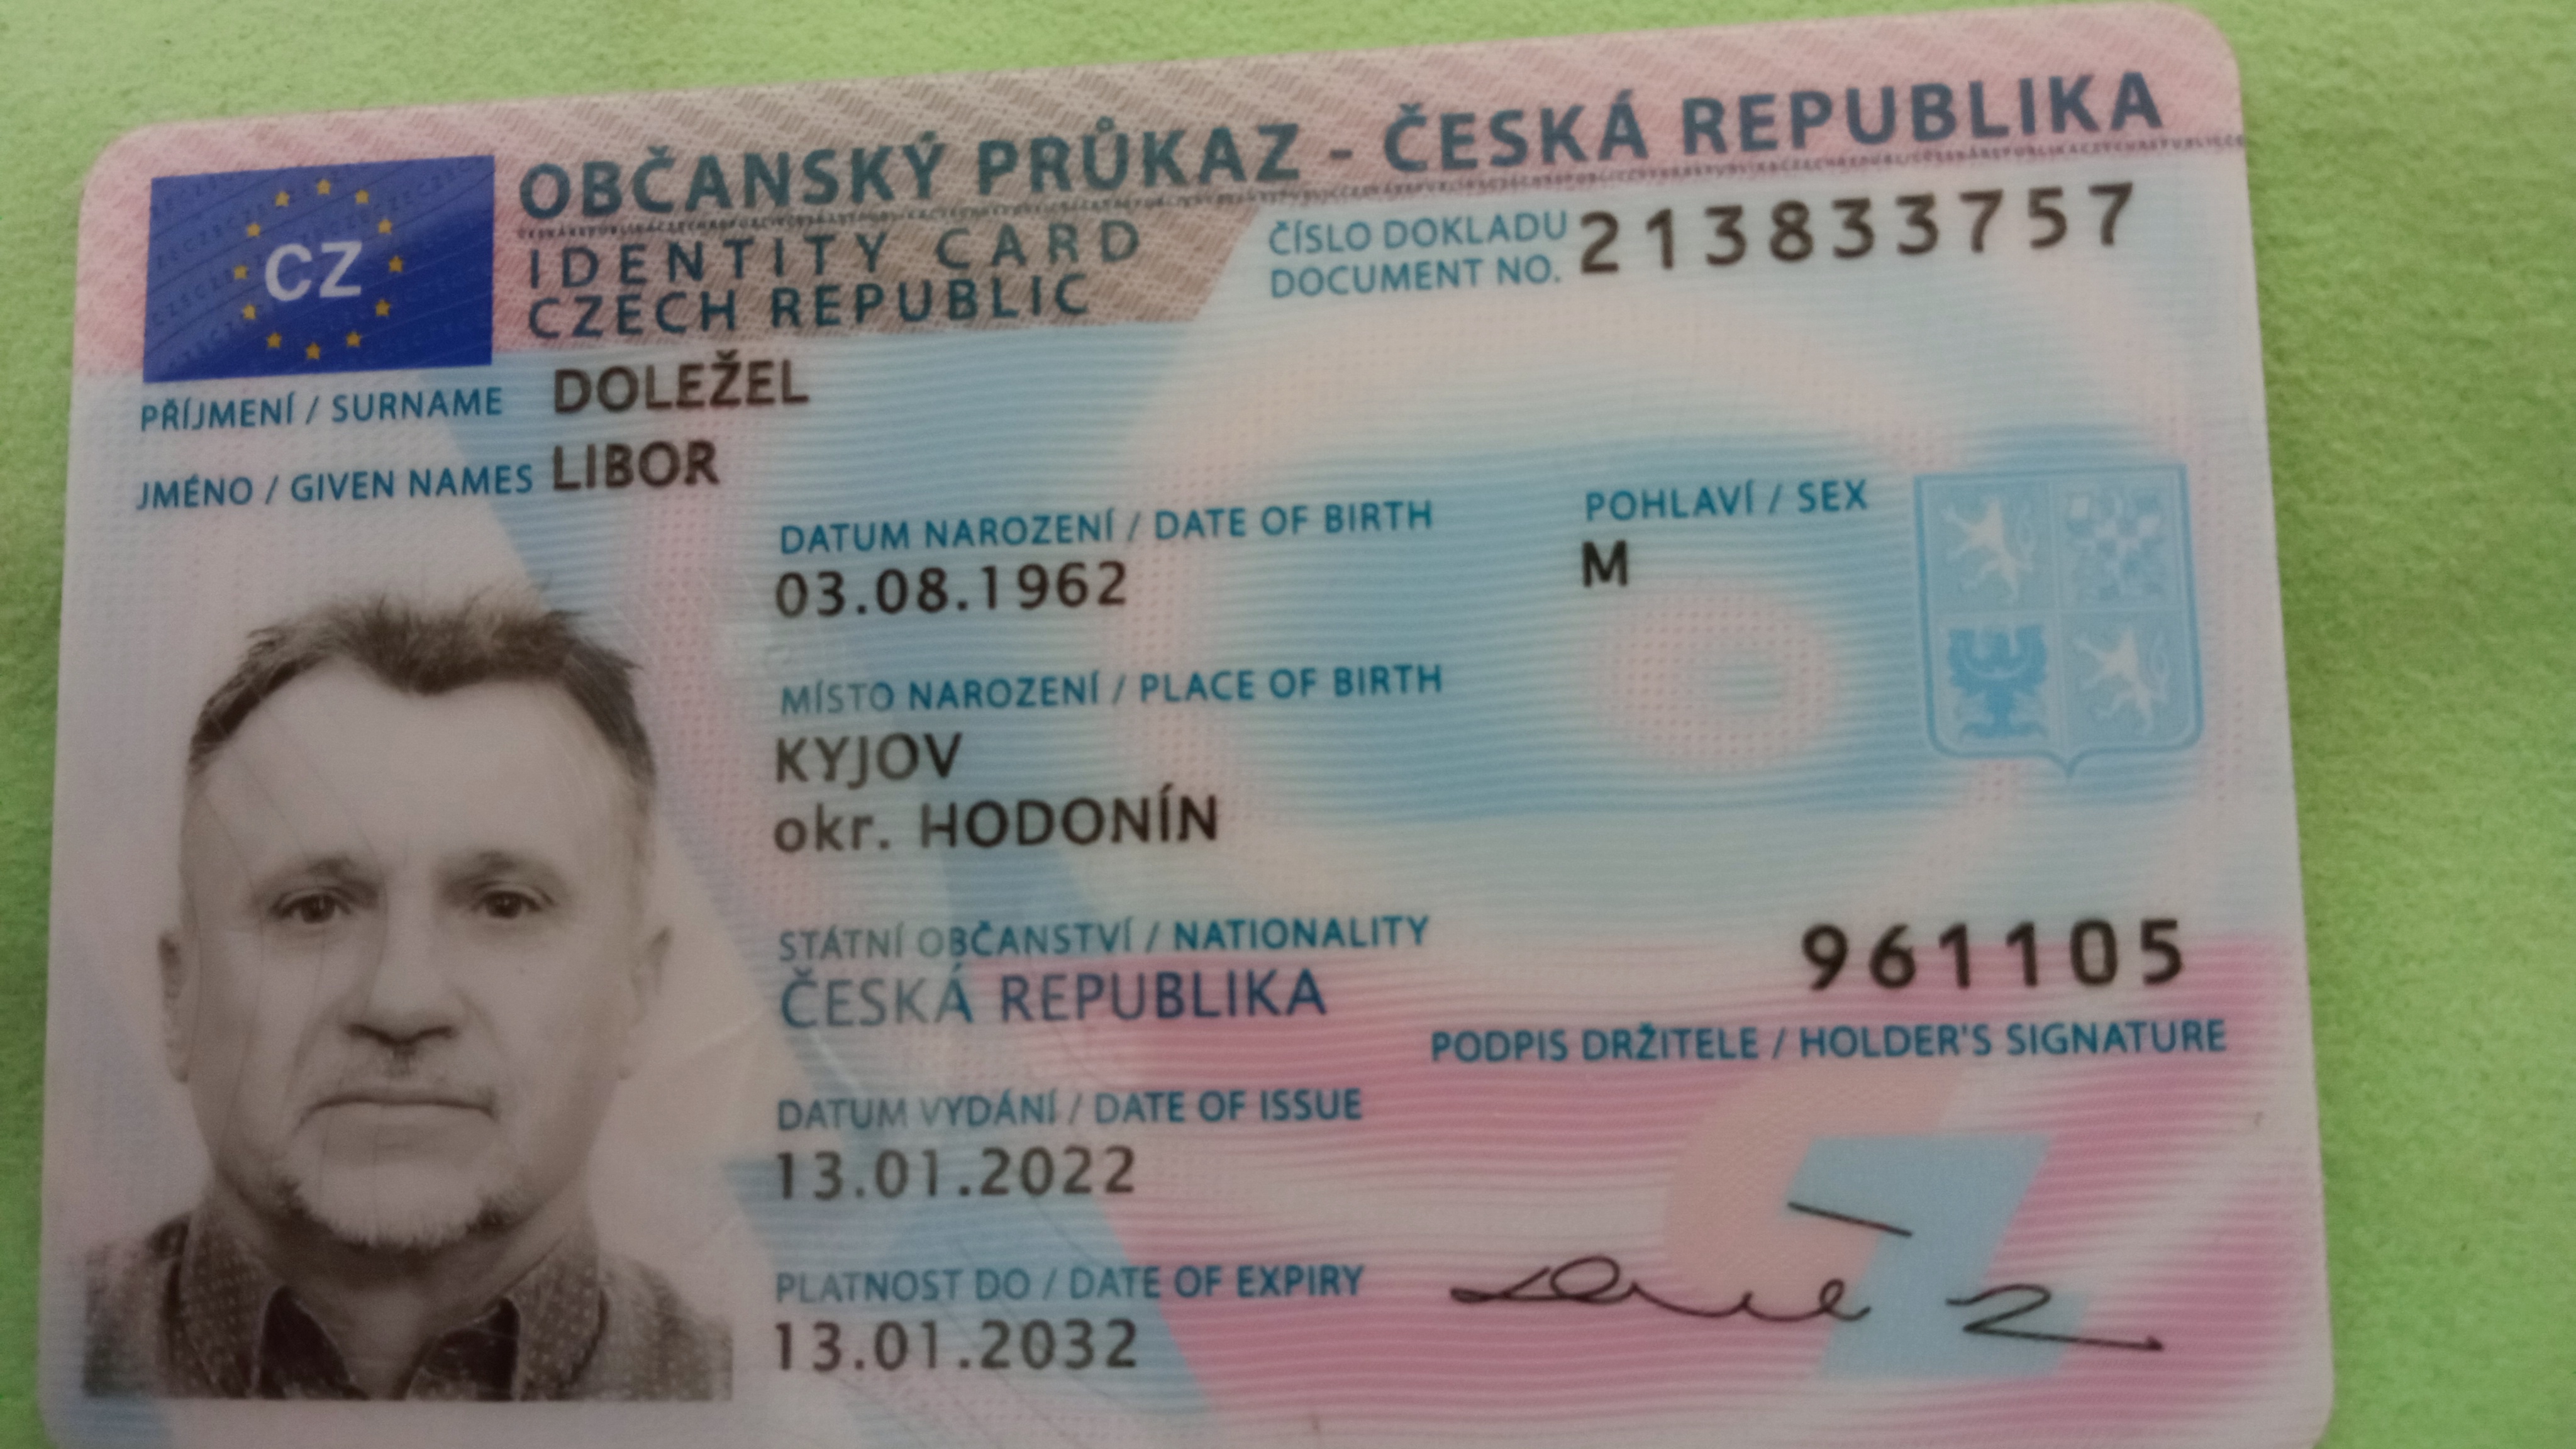 OBČANSKÝ PRŮKAZ - ČESKÁ REPUBLIKA
CZ
IDENTITY CARD
CZECH REPUBLIC
ČÍSLO DOKLADU
DOCUMENT NO.
213833757
PŘÍJMENÍ / SURNAME DOLEŽEL
JMÉNO / GIVEN NAMES LIBOR
DATUM NAROZENÍ / DATE OF BIRTH
03.08.1962
POHLAVÍ / SEX
M
MÍSTO NAROZENÍ / PLACE OF BIRTH
KYJOV
okr. HODONÍN
STÁTNÍ OBČANSTVÍ / NATIONALITY
ČESKÁ REPUBLIKA
961105
PODPIS DRŽITELE / HOLDER'S SIGNATURE
DATUM VYDÁNÍ / DATE OF ISSUE
13.01.2022
PLATNOST DO / DATE OF EXPIRY
13.01.2032